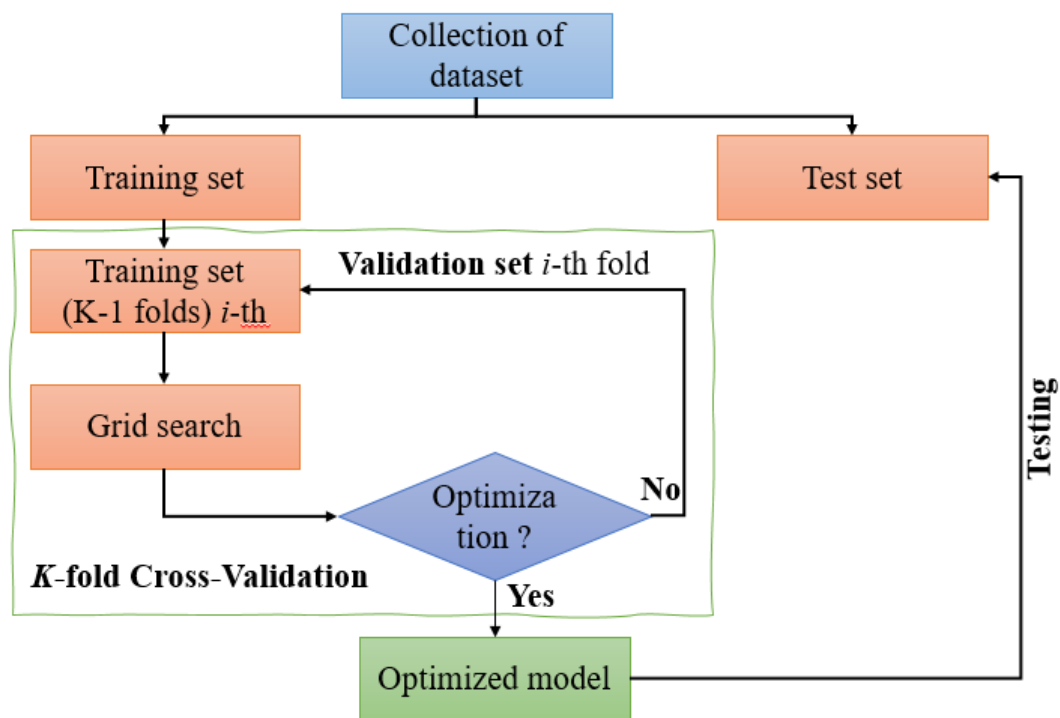 Collection of
dataset
Training set
Test set
Training set
(K-1 folds) i-th
Validation set i-th fold
Grid search
Optimiza
tion ?
No
Testing
K-fold Cross-Validation
Yes
Optimized model